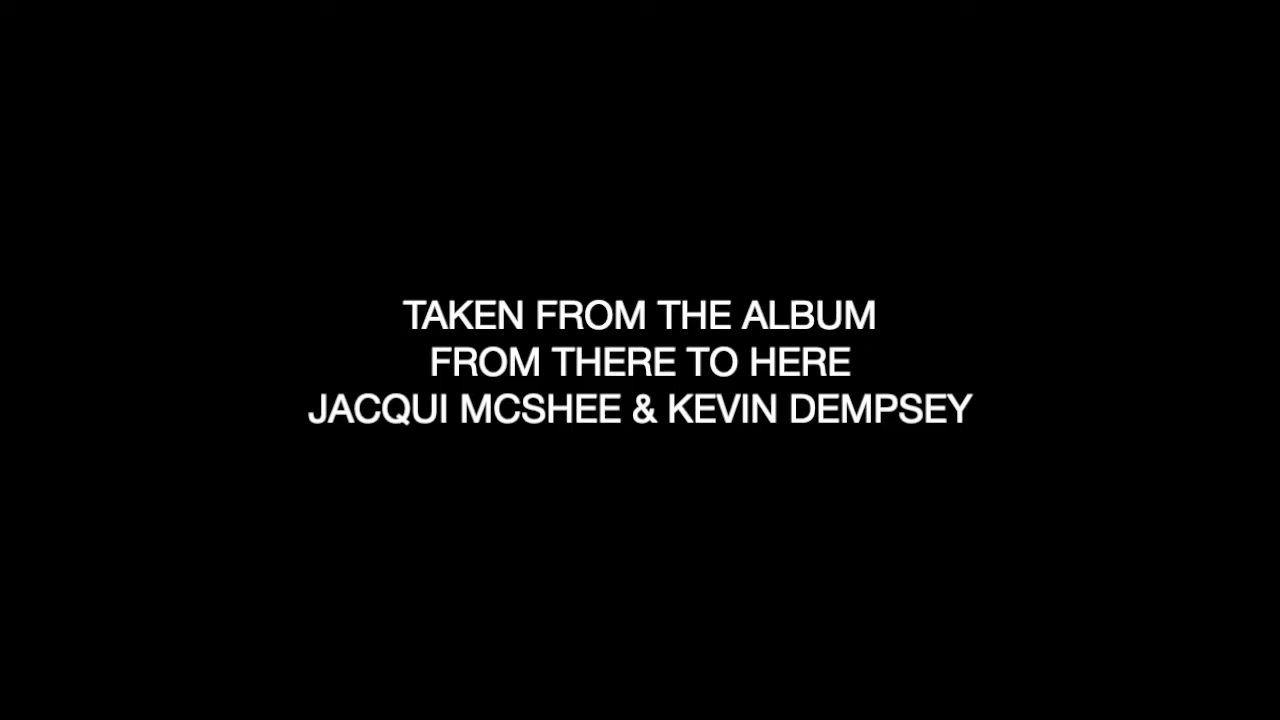 TAKEN FROM THE ALBUM
FROM THERE TO HERE
JACQUI MCSHEE & KEVIN DEMPSEY